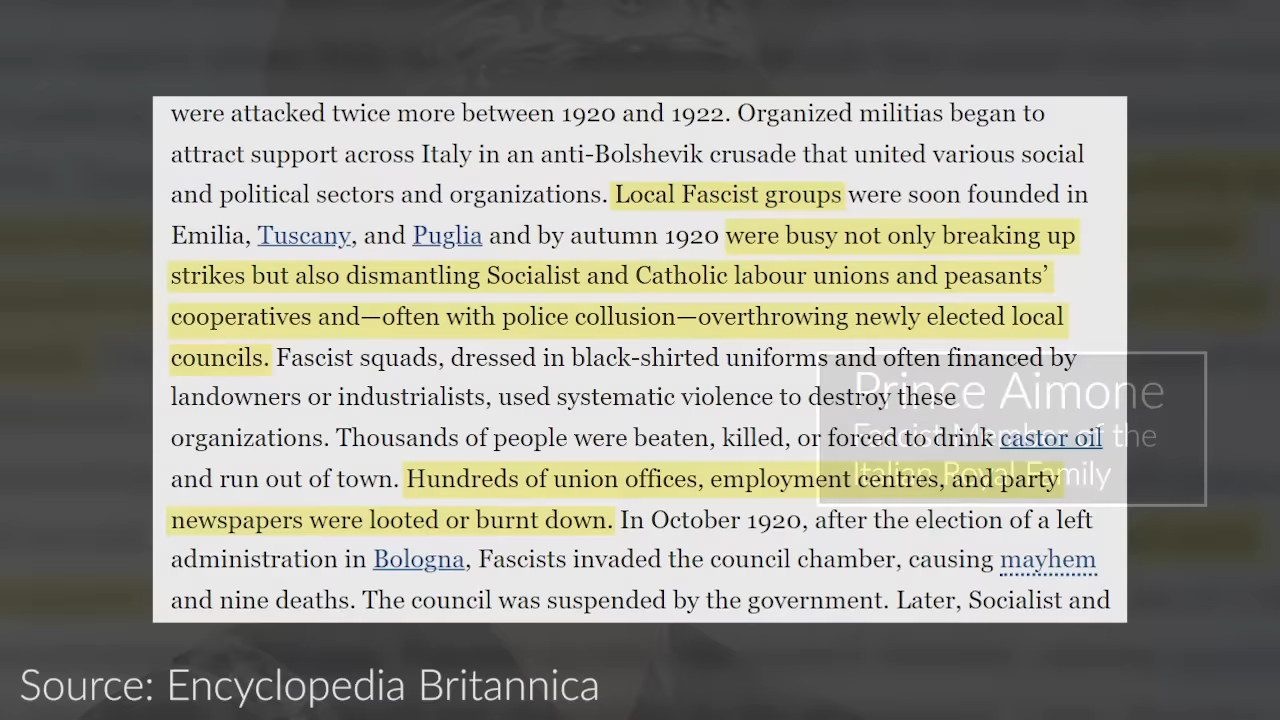 were attacked twice more between 1920 and 1922. Organized militias began to
attract support across Italy in an anti-Bolshevik crusade that united various social
and political sectors and organizations. Local Fascist groups were soon founded in
Emilia, Tuscany, and Puglia and by autumn 1920 were busy not only breaking up
strikes but also dismantling Socialist and Catholic labour unions and peasants’
cooperatives and—often with police collusion—overthrowing newly elected local
councils. Fascist squads, dressed in black-shirted uniforms and often financed by
landowners or industrialists, used systematic violence to destroy these
organizations. Thousands of people were beaten, killed, or forced to drink castor oil
and run out of town. Hundreds of union offices, employment centres, and party
newspapers were looted or burnt down. In October 1920, after the election of a left
administration in Bologna, Fascists invaded the council chamber, causing mayhem
and nine deaths. The council was suspended by the government. Later, Socialist and
Prince Aimone
Fascist Member of the
Italian Royal Family
Source: Encyclopedia Britannica